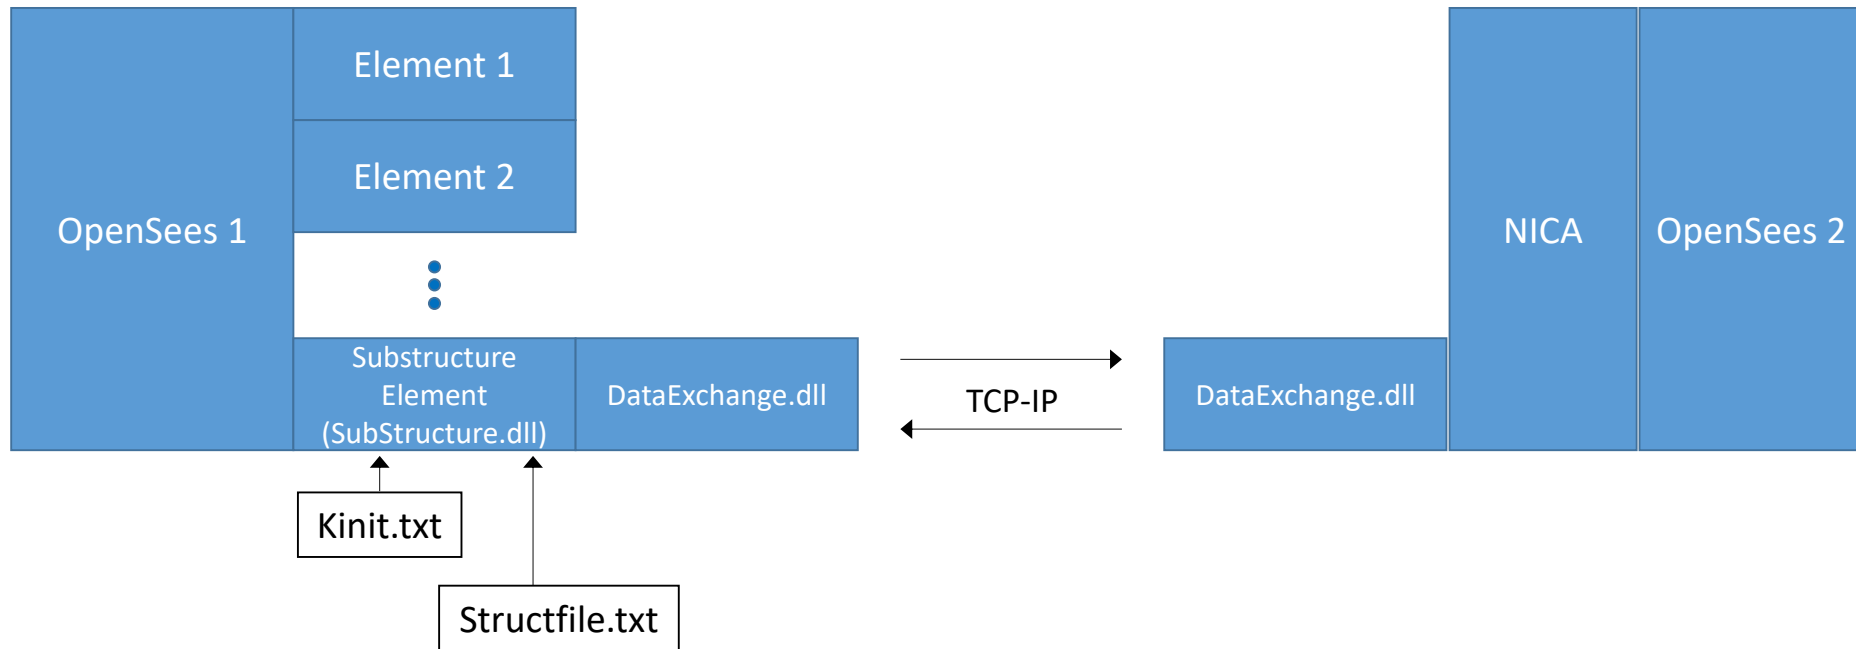 OpenSees 1
Element 1
Element 2
Substructure
Element
(SubStructure.dll)
DataExchange.dll
TCP-IP
DataExchange.dll
NICA
OpenSees 2
Kinit.txt
Structfile.txt